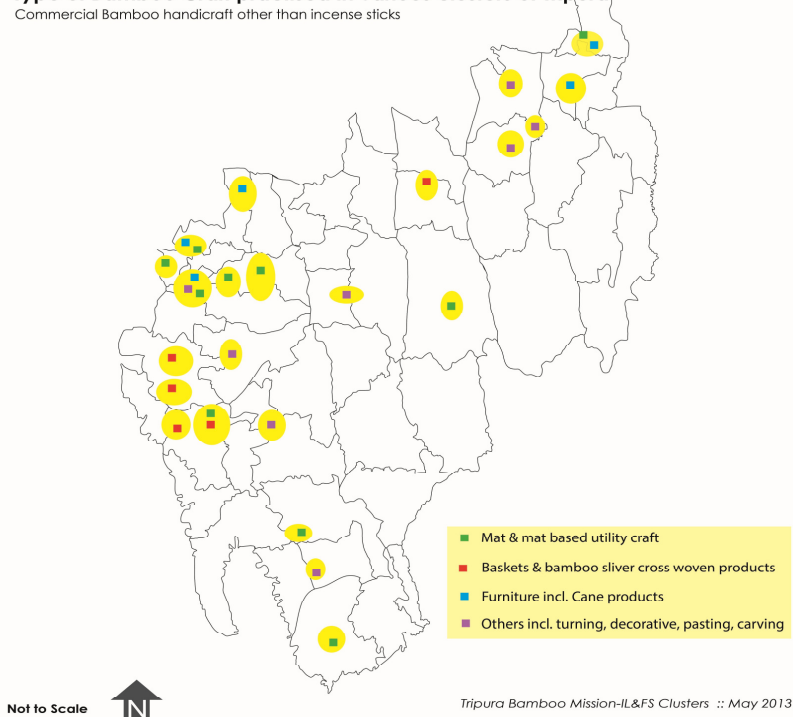 Commercial Bamboo handicraft other than incense sticks
Mat & mat based utility craft
Baskets & bamboo sliver cross woven products
Furniture incl. Cane products
Others incl. turning, decorative, pasting, carving
Not to Scale
N
Tripura Bamboo Mission-IL&FS Clusters :: May 2013